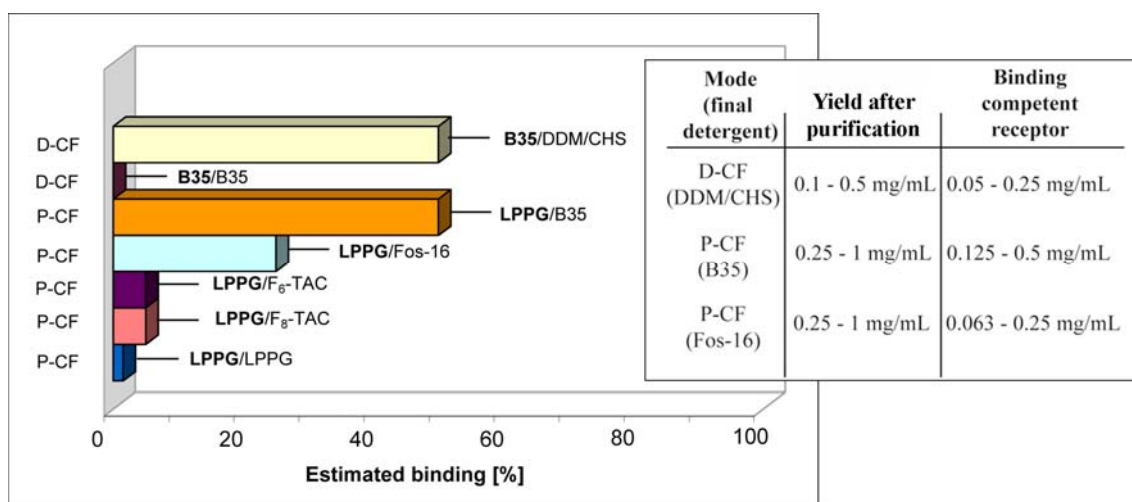 D-CF
B35/DDM/CHS
D-CF
B35/B35
P-CF
LPPG/B35
P-CF
LPPG/Fos-16
P-CF
LPPG/F₆-TAC
P-CF
LPPG/F₈-TAC
P-CF
LPPG/LPPG
0 20 40 60 80 100
Estimated binding [%]
Mode
(final
detergent)
Yield after
purification
Binding
competent
receptor
D-CF
(DDM/CHS)
0.1 - 0.5 mg/mL
0.05 - 0.25 mg/mL
P-CF
(B35)
0.25 - 1 mg/mL
0.125 - 0.5 mg/mL
P-CF
(Fos-16)
0.25 - 1 mg/mL
0.063 - 0.25 mg/mL